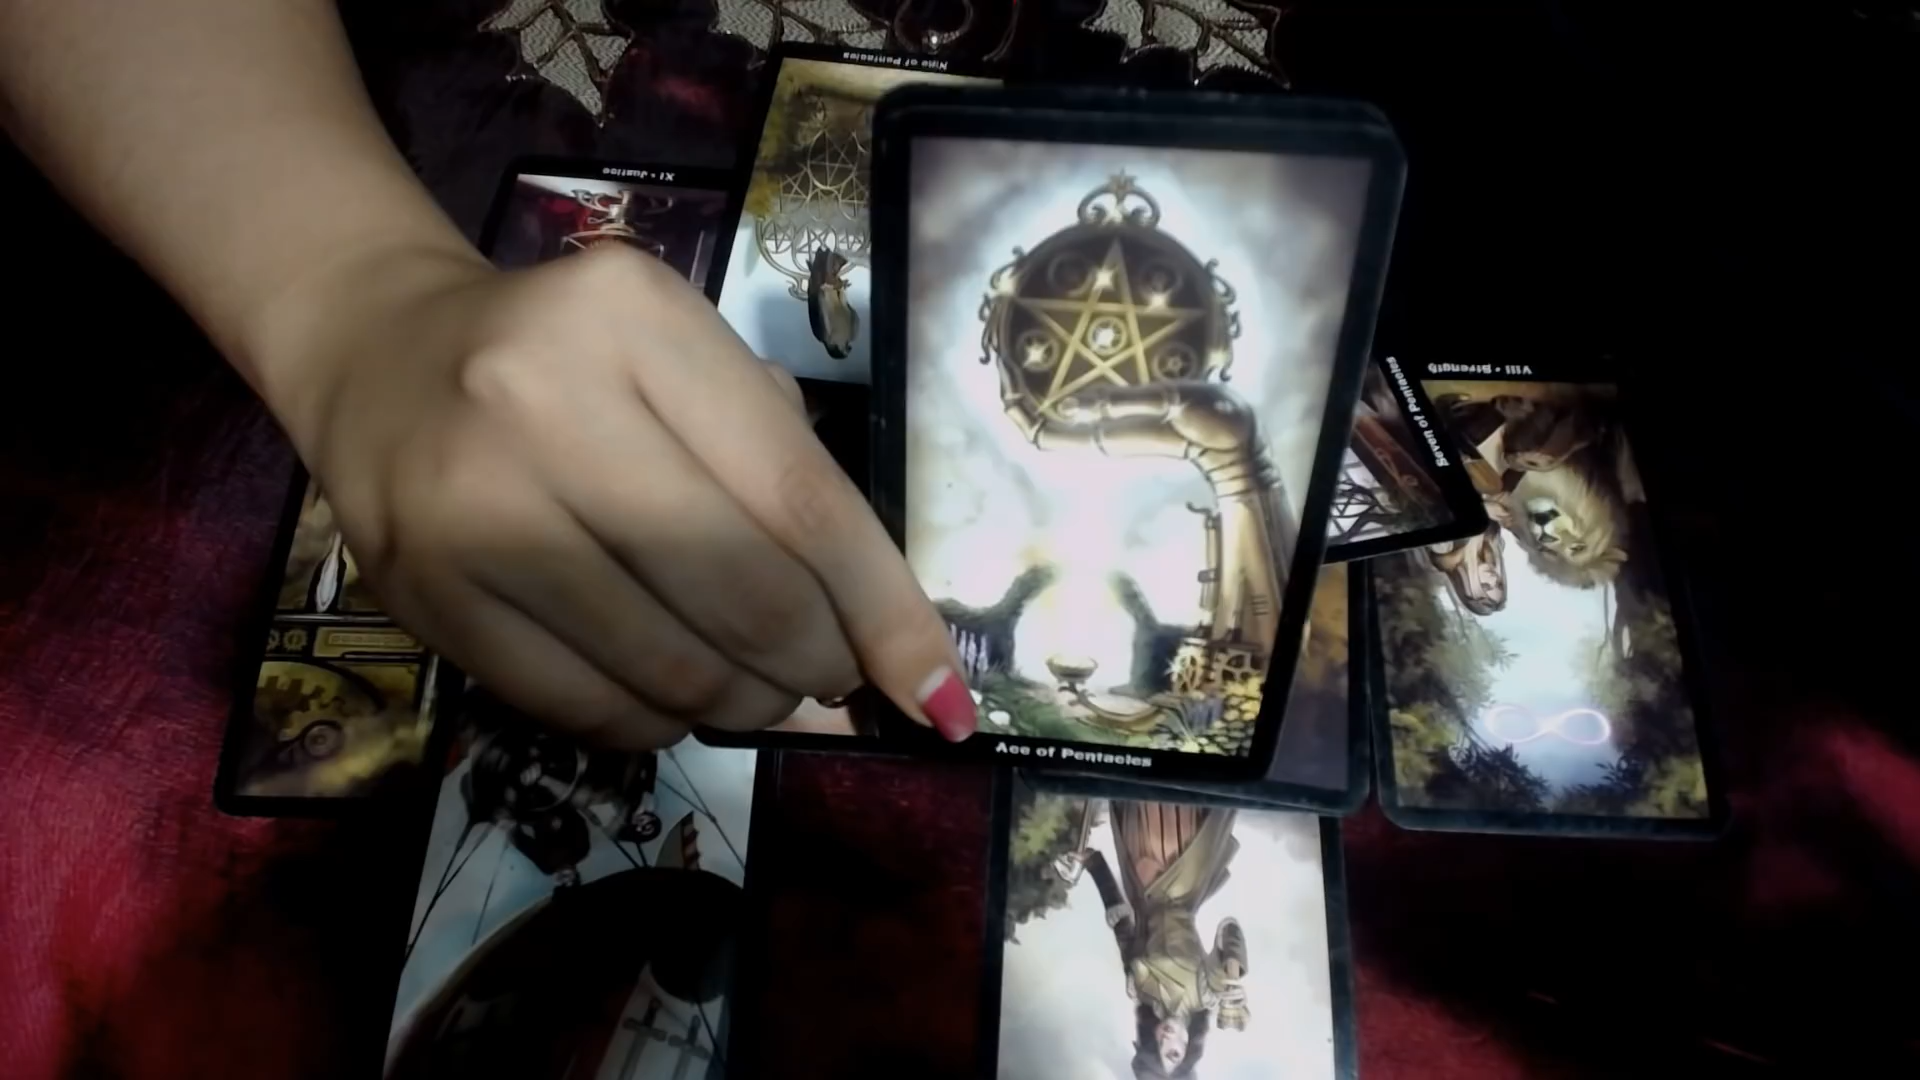 Nine of Pentacles
XI • Justice
Seven of Pentacles
VIII • Strength
Ace of Pentacles